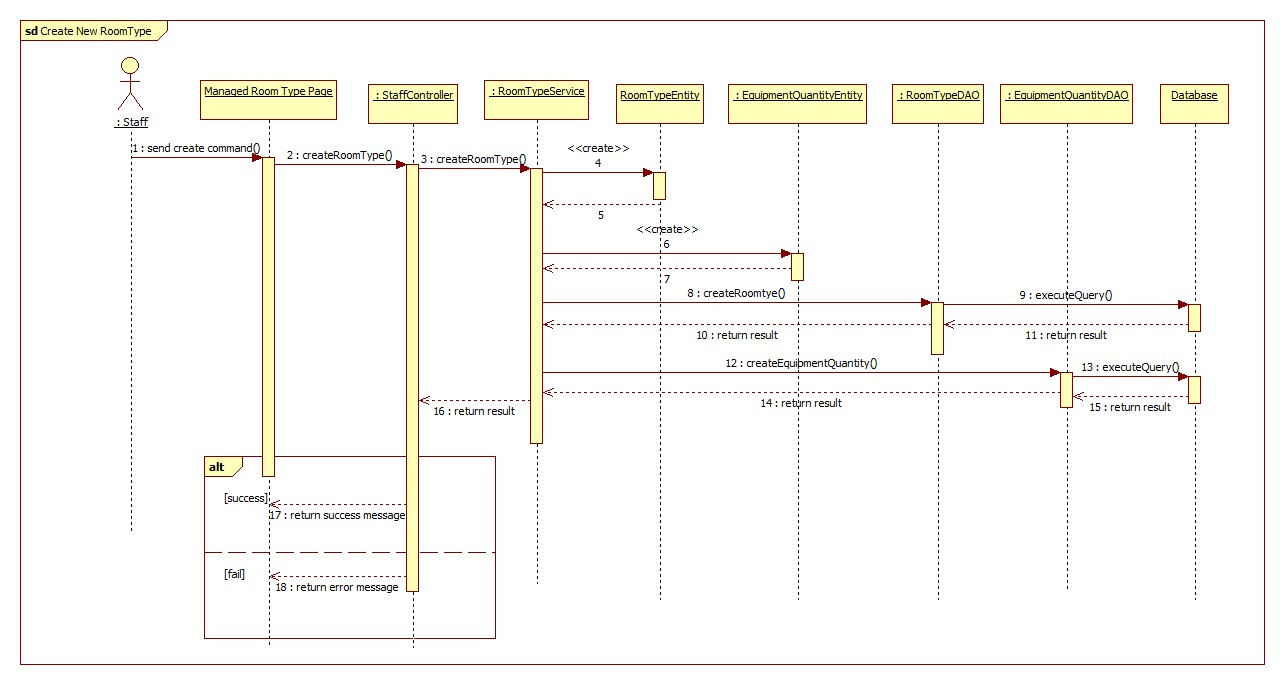 sd Create New RoomType
: Staff
Managed Room Type Page
: StaffController
: RoomTypeService
RoomTypeEntity
: EquipmentQuantityEntity
: RoomTypeDAO
: EquipmentQuantityDAO
Database
1 : send create command()
2 : createRoomType()
3 : createRoomType()
<<create>>
4
5
<<create>>
6
7
8 : createRoomtye()
9 : executeQuery()
10 : return result
11 : return result
12 : createEquipmentQuantity()
13 : executeQuery()
14 : return result
15 : return result
16 : return result
alt
[success]
17 : return success message
[fail]
18 : return error message